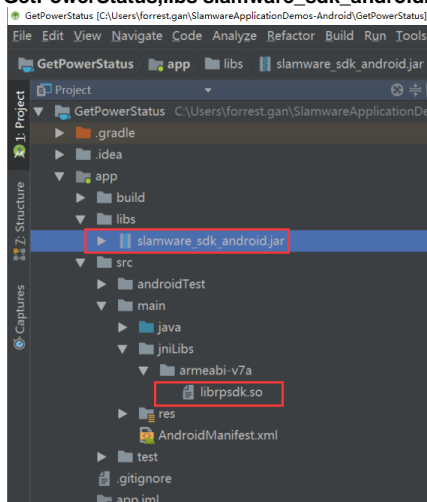 GetPowerStatus [C:\Users\forrest.gan\SlamwareApplicationDemos-Android\GetPowerStatus]
File Edit View Navigate Code Analyze Refactor Build Run Tools
GetPowerStatus app libs slamware_sdk_android.jar
Project
GetPowerStatus C:\Users\forrest.gan\SlamwareApplicationDe
.gradle
.idea
app
build
libs
slamware_sdk_android.jar
src
androidTest
main
java
jniLibs
armeabi-v7a
librpsdk.so
res
AndroidManifest.xml
test
.gitignore
app.iml
1: Project
7: Structure
Captures